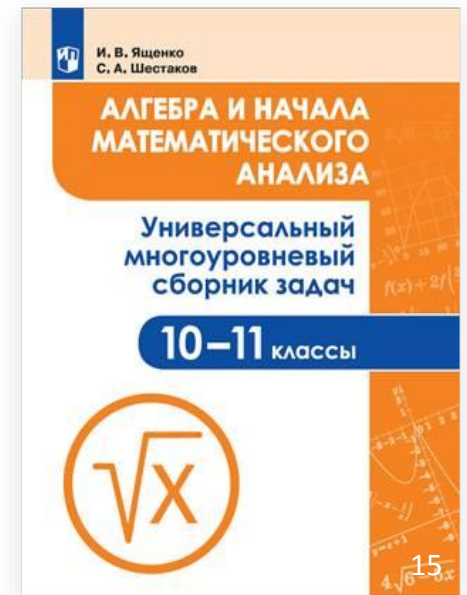 И. В. Ященко
С. А. Шестаков
АЛГЕБРА И НАЧАЛА
МАТЕМАТИЧЕСКОГО
АНАЛИЗА
Универсальный
многоуровневый
сборник задач
10–11 классы
√x
15